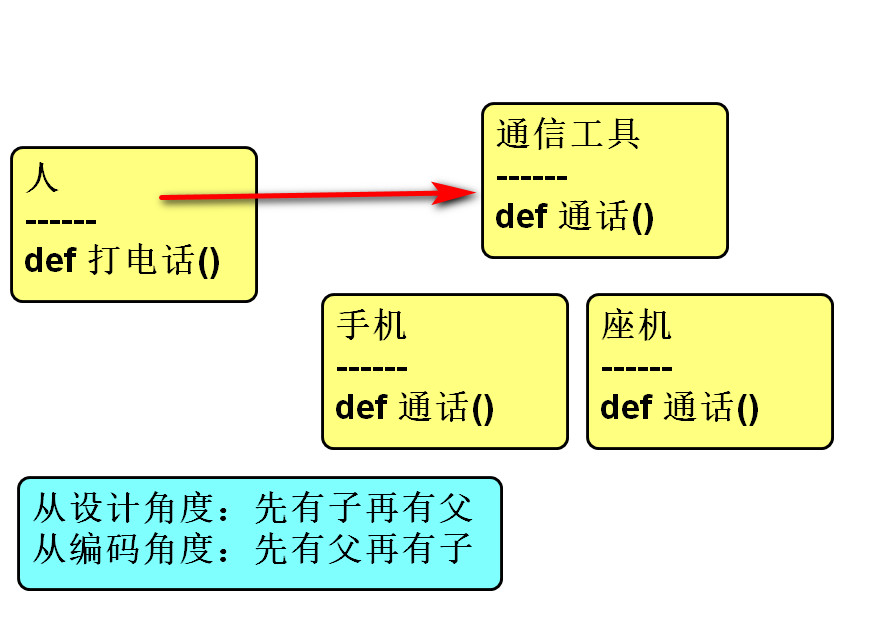 人
------
def 打电话()
通信工具
------
def 通话()
手机
------
def 通话()
座机
------
def 通话()
从设计角度：先有子再有父
从编码角度：先有父再有子